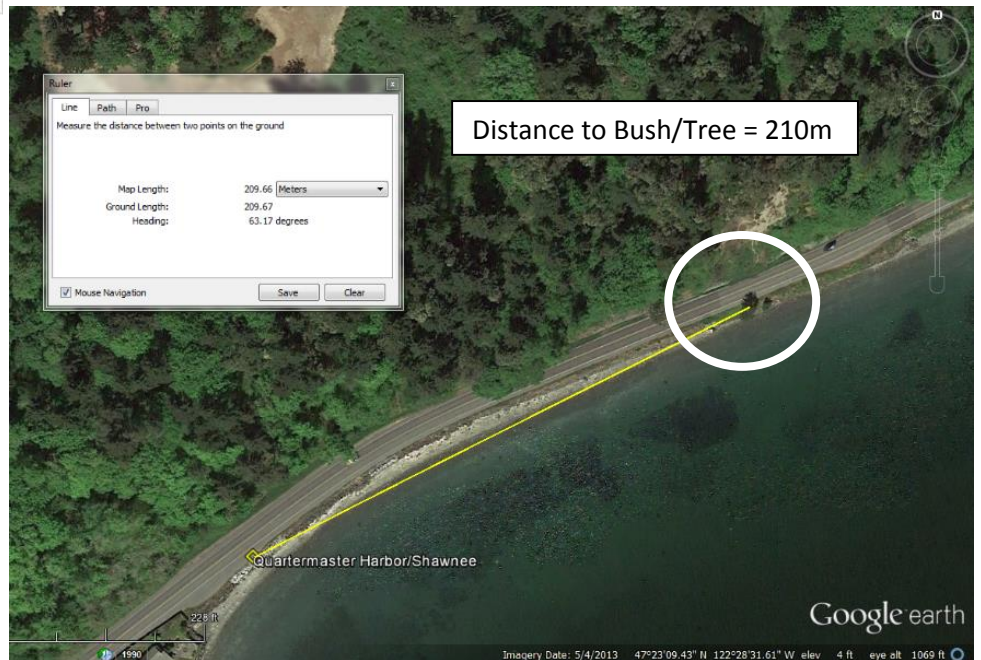 N
Ruler
Line Path Pro
Measure the distance between two points on the ground
Map Length: 209.66 Meters
Ground Length: 209.67
Heading: 63.17 degrees
Mouse Navigation Save Clear
Distance to Bush/Tree = 210m
Quartermaster Harbor/Shawnee
228 ft
Google earth
1990
Imagery Date: 5/4/2013 47°23'09.43" N 122°28'31.61" W elev 4 ft eye alt 1069 ft